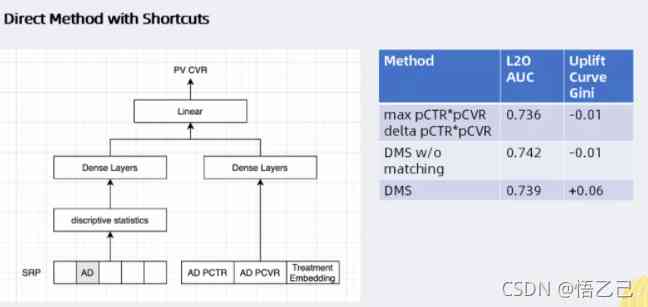 Direct Method with Shortcuts
PV CVR
Linear
Dense Layers
Dense Layers
discriptive statistics
SRP
AD
AD PCTR
AD PCVR
Treatment
Embedding
Method
L2O
AUC
Uplift
Curve
Gini
max pCTR*pCVR
delta pCTR*pCVR
0.736
-0.01
DMS w/o
matching
0.742
-0.01
DMS
0.739
+0.06
CSDN @悟乙己